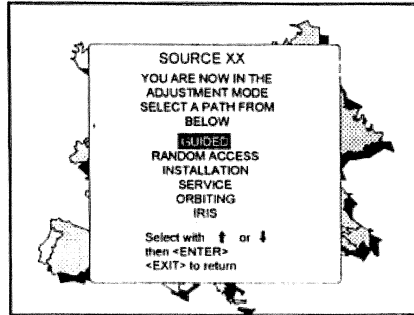 SOURCE XX
YOU ARE NOW IN THE
ADJUSTMENT MODE
SELECT A PATH FROM
BELOW
GUIDED
RANDOM ACCESS
INSTALLATION
SERVICE
ORBITING
IRIS
Select with ⬆ or ⬇
then <ENTER>
<EXIT> to return